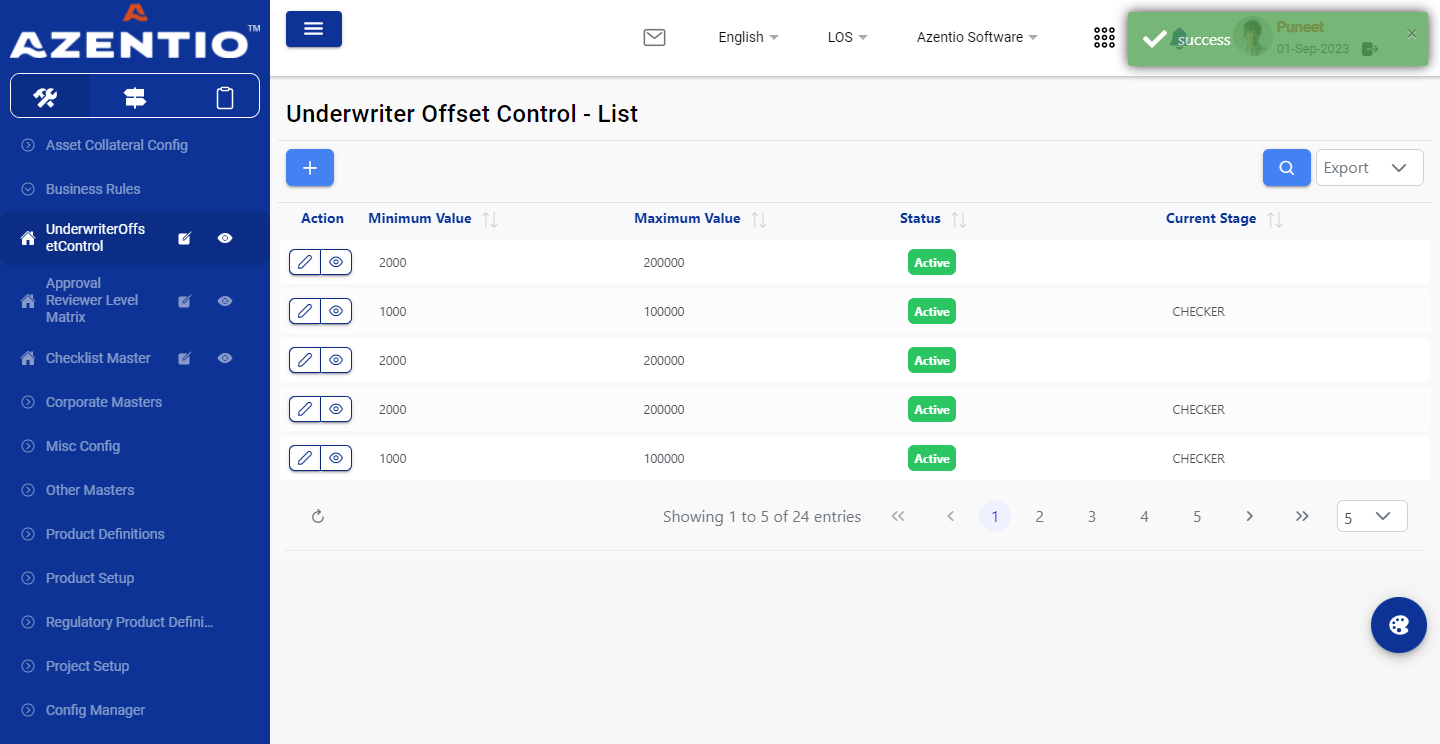 AZENTIO™
English
LOS
Azentio Software
success
Puneet
01-Sep-2023
Asset Collateral Config
Business Rules
UnderwriterOffs
etControl
Approval
Reviewer Level
Matrix
Checklist Master
Corporate Masters
Misc Config
Other Masters
Product Definitions
Product Setup
Regulatory Product Defini...
Project Setup
Config Manager
Underwriter Offset Control - List
Export
Action Minimum Value Maximum Value Status Current Stage
2000 200000 Active
1000 100000 Active CHECKER
2000 200000 Active
2000 200000 Active CHECKER
1000 100000 Active CHECKER
Showing 1 to 5 of 24 entries 1 2 3 4 5 5